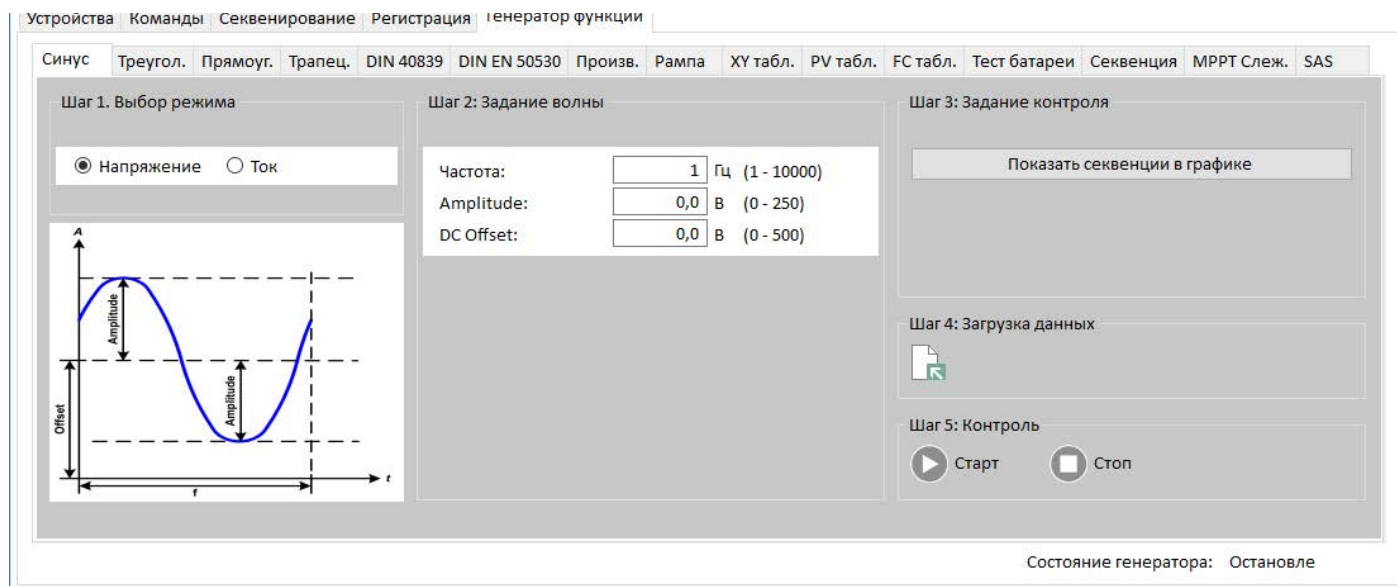 Устройства Команды Секвенирование Регистрация Генератор функции
Синус Треугол. Прямоуг. Трапец. DIN 40839 DIN EN 50530 Произв. Рампа XY табл. PV табл. FC табл. Тест батареи Секвенция MPPT Слеж. SAS
Шаг 1. Выбор режима
Напряжение Ток
A
Amplitude
Amplitude
Offset
t
f
Шаг 2: Задание волны
Частота: 1 Гц (1 - 10000)
Amplitude: 0,0 В (0 - 250)
DC Offset: 0,0 В (0 - 500)
Шаг 3: Задание контроля
Показать секвенции в графике
Шаг 4: Загрузка данных
Шаг 5: Контроль
Старт Стоп
Состояние генератора: Остановле